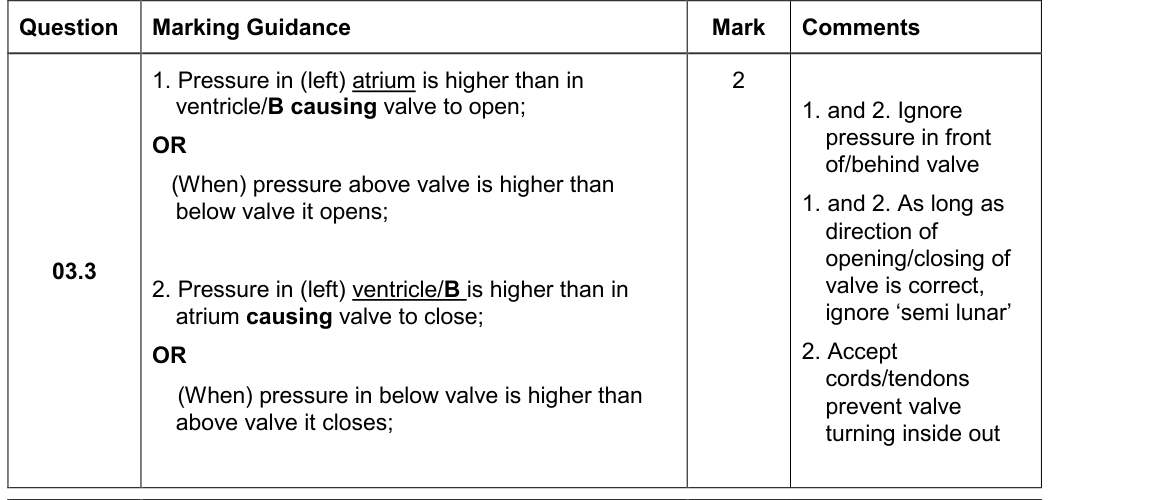 Question Marking Guidance Mark Comments
03.3
1. Pressure in (left) atrium is higher than in
ventricle/B causing valve to open;
OR
(When) pressure above valve is higher than
below valve it opens;
2. Pressure in (left) ventricle/B is higher than in
atrium causing valve to close;
OR
(When) pressure in below valve is higher than
above valve it closes;
2
1. and 2. Ignore
pressure in front
of/behind valve
1. and 2. As long as
direction of
opening/closing of
valve is correct,
ignore ‘semi lunar’
2. Accept
cords/tendons
prevent valve
turning inside out